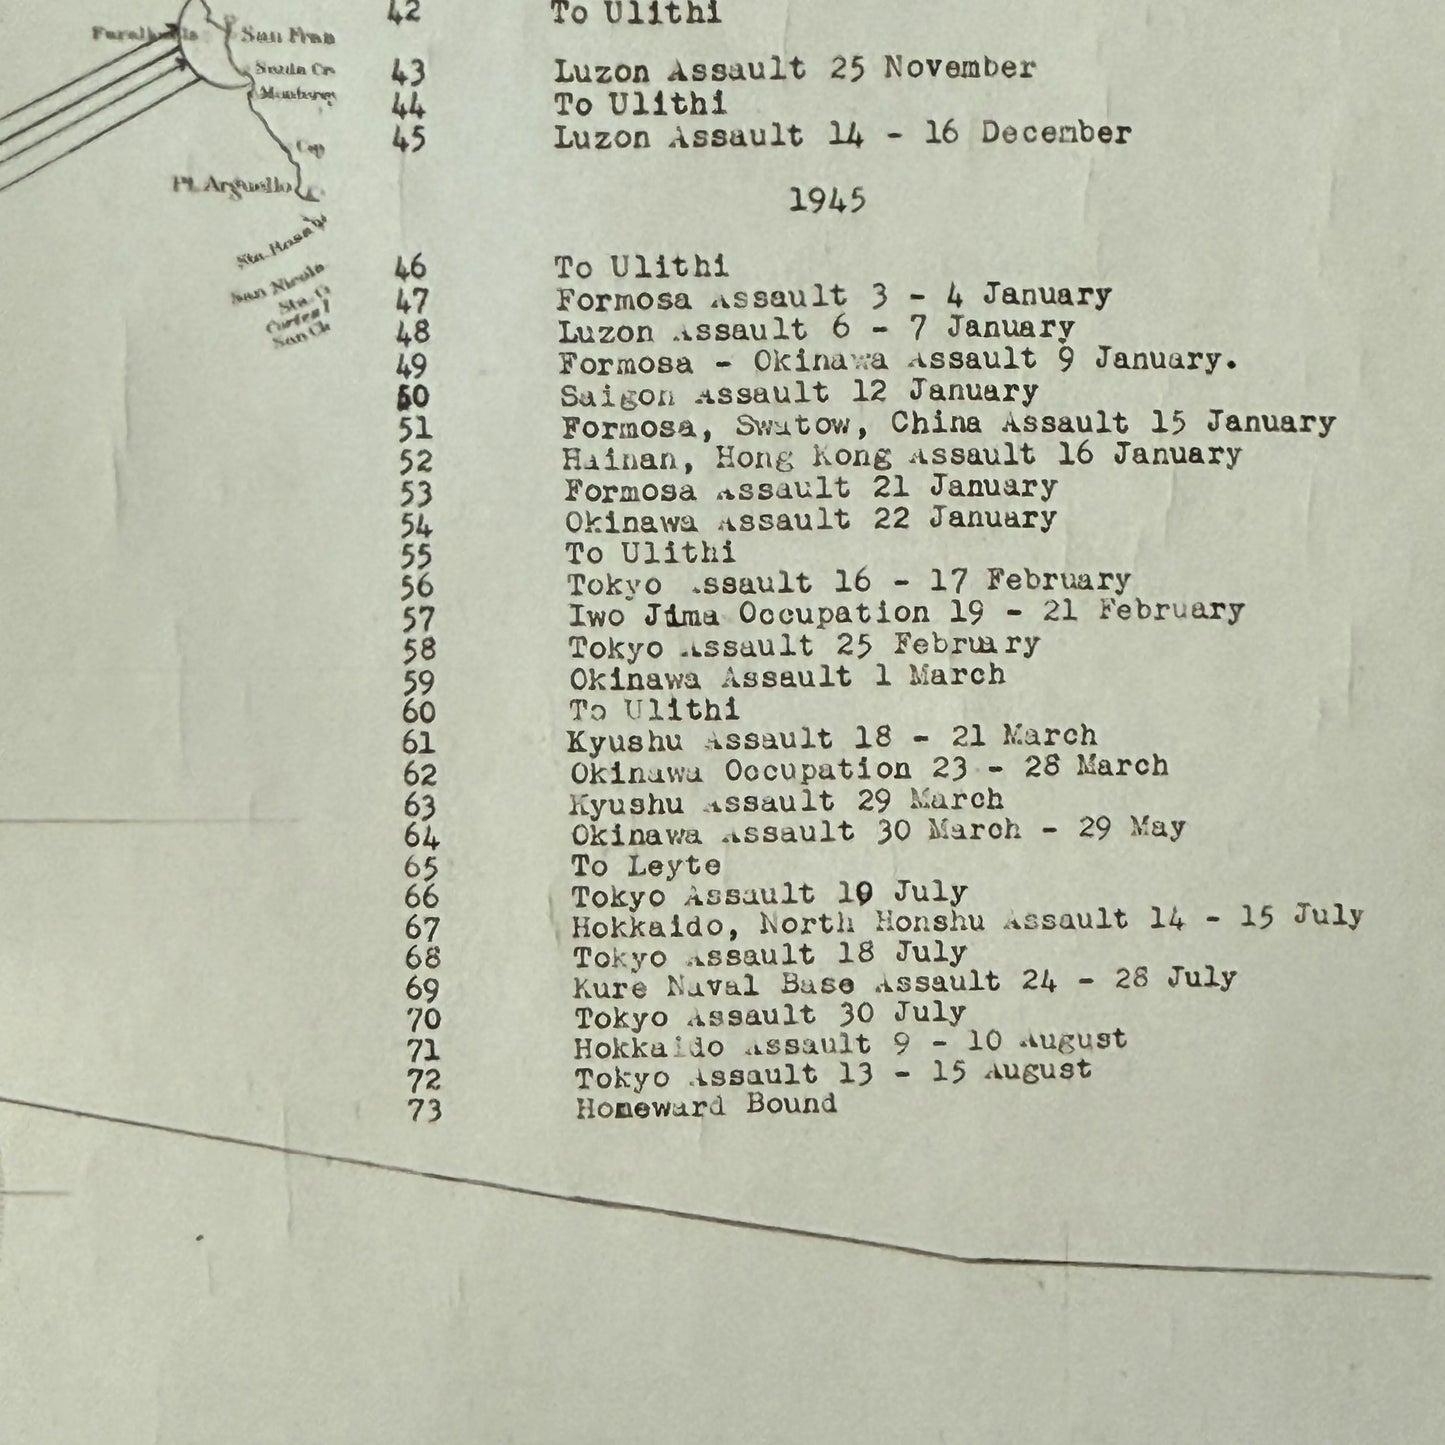 42 To Ulithi
San Fran
43 Luzon Assault 25 November
44 To Ulithi
45 Luzon Assault 14 - 16 December
Pt. Arguello
1945
Sta. Rosa
San Nicola
46 To Ulithi
47 Formosa Assault 3 - 4 January
48 Luzon Assault 6 - 7 January
49 Formosa - Okinawa Assault 9 January.
50 Saigon Assault 12 January
51 Formosa, Swatow, China Assault 15 January
52 Hainan, Hong Kong Assault 16 January
53 Formosa Assault 21 January
54 Okinawa Assault 22 January
55 To Ulithi
56 Tokyo Assault 16 - 17 February
57 Iwo Jima Occupation 19 - 21 February
58 Tokyo Assault 25 February
59 Okinawa Assault 1 March
60 To Ulithi
61 Kyushu Assault 18 - 21 March
62 Okinawa Occupation 23 - 28 March
63 Kyushu Assault 29 March
64 Okinawa Assault 30 March - 29 May
65 To Leyte
66 Tokyo Assault 10 July
67 Hokkaido, North Honshu Assault 14 - 15 July
68 Tokyo Assault 18 July
69 Kure Naval Base Assault 24 - 28 July
70 Tokyo Assault 30 July
71 Hokkaido Assault 9 - 10 August
72 Tokyo Assault 13 - 15 August
73 Homeward Bound